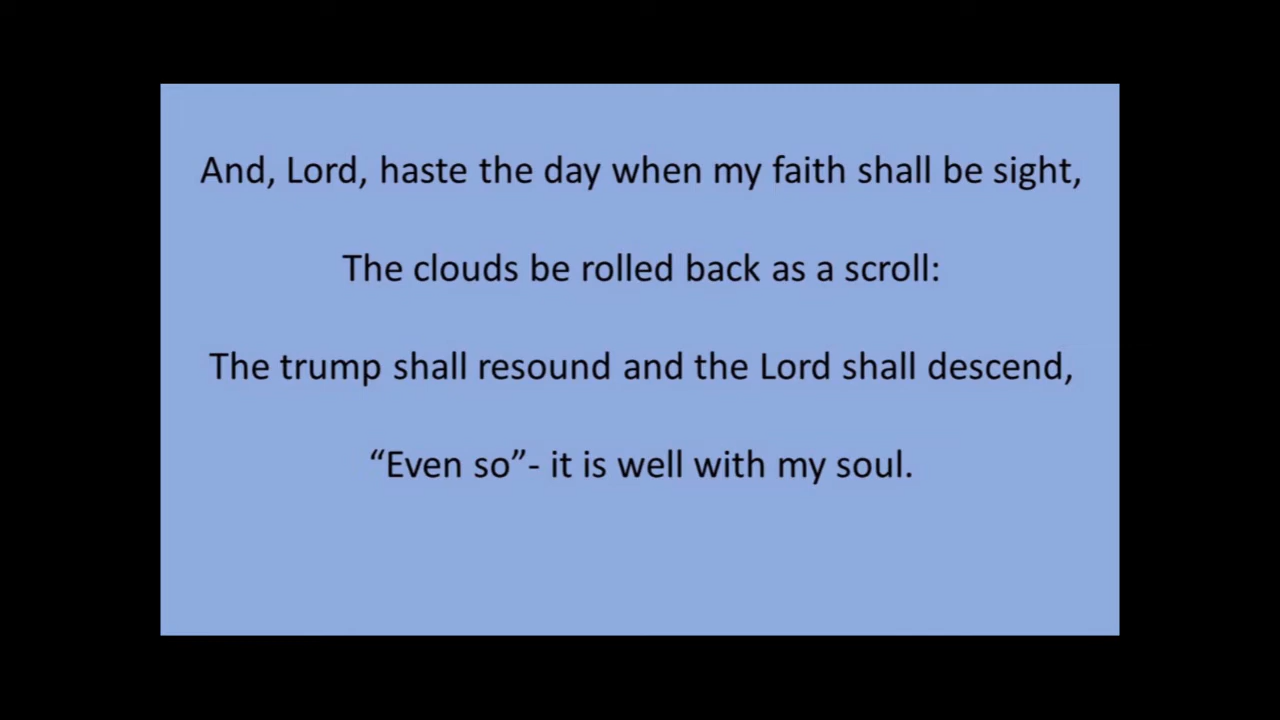 And, Lord, haste the day when my faith shall be sight,
The clouds be rolled back as a scroll:
The trump shall resound and the Lord shall descend,
“Even so”- it is well with my soul.